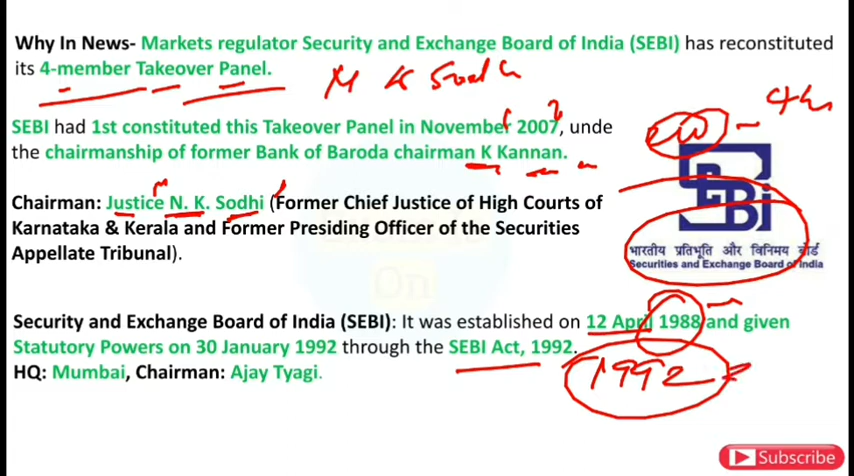 Why In News- Markets regulator Security and Exchange Board of India (SEBI) has reconstituted
its 4-member Takeover Panel.
SEBI had 1st constituted this Takeover Panel in November 2007, unde
the chairmanship of former Bank of Baroda chairman K Kannan.
Chairman: Justice N. K. Sodhi (Former Chief Justice of High Courts of
Karnataka & Kerala and Former Presiding Officer of the Securities
Appellate Tribunal).
SEBI
भारतीय प्रतिभूति और विनिमय बोर्ड
Securities and Exchange Board of India
On
Security and Exchange Board of India (SEBI): It was established on 12 April 1988 and given
Statutory Powers on 30 January 1992 through the SEBI Act, 1992.
1992
HQ: Mumbai, Chairman: Ajay Tyagi.
Subscribe